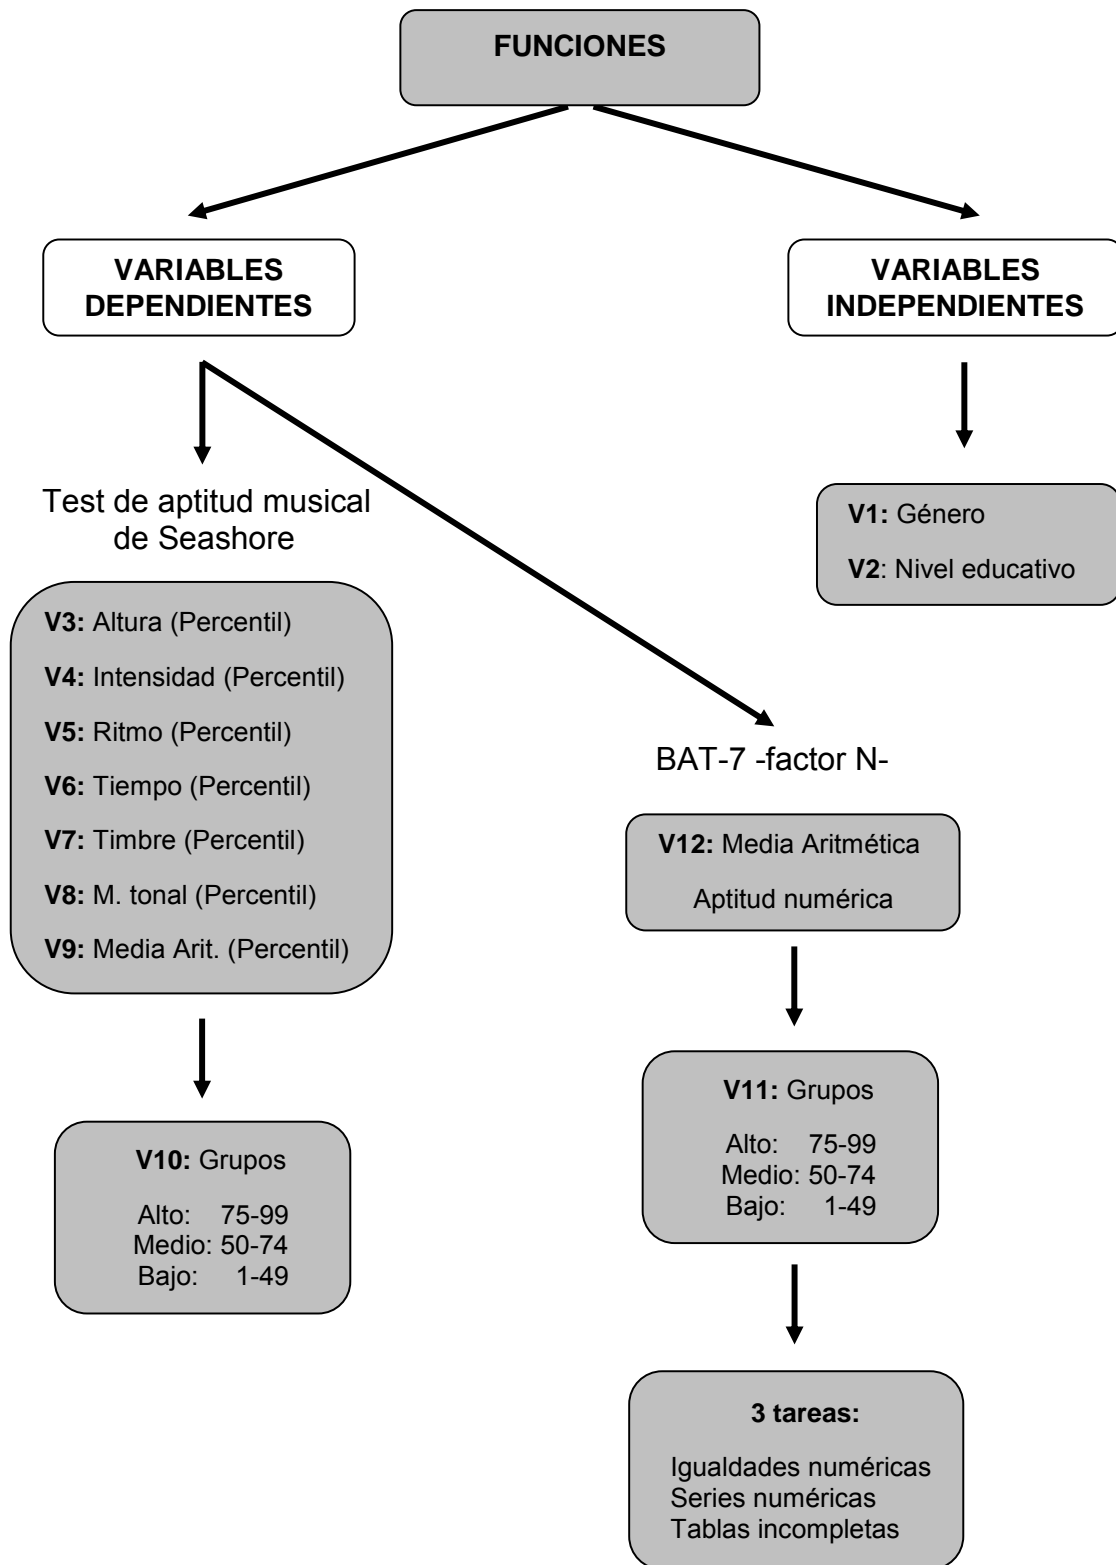 FUNCIONES
VARIABLES
DEPENDIENTES
VARIABLES
INDEPENDIENTES
Test de aptitud musical
de Seashore
V1: Género
V2: Nivel educativo
V3: Altura (Percentil)
V4: Intensidad (Percentil)
V5: Ritmo (Percentil)
V6: Tiempo (Percentil)
V7: Timbre (Percentil)
V8: M. tonal (Percentil)
V9: Media Arit. (Percentil)
BAT-7 -factor N-
V12: Media Aritmética
Aptitud numérica
V11: Grupos
Alto: 75-99
Medio: 50-74
Bajo: 1-49
V10: Grupos
Alto: 75-99
Medio: 50-74
Bajo: 1-49
3 tareas:
Igualdades numéricas
Series numéricas
Tablas incompletas